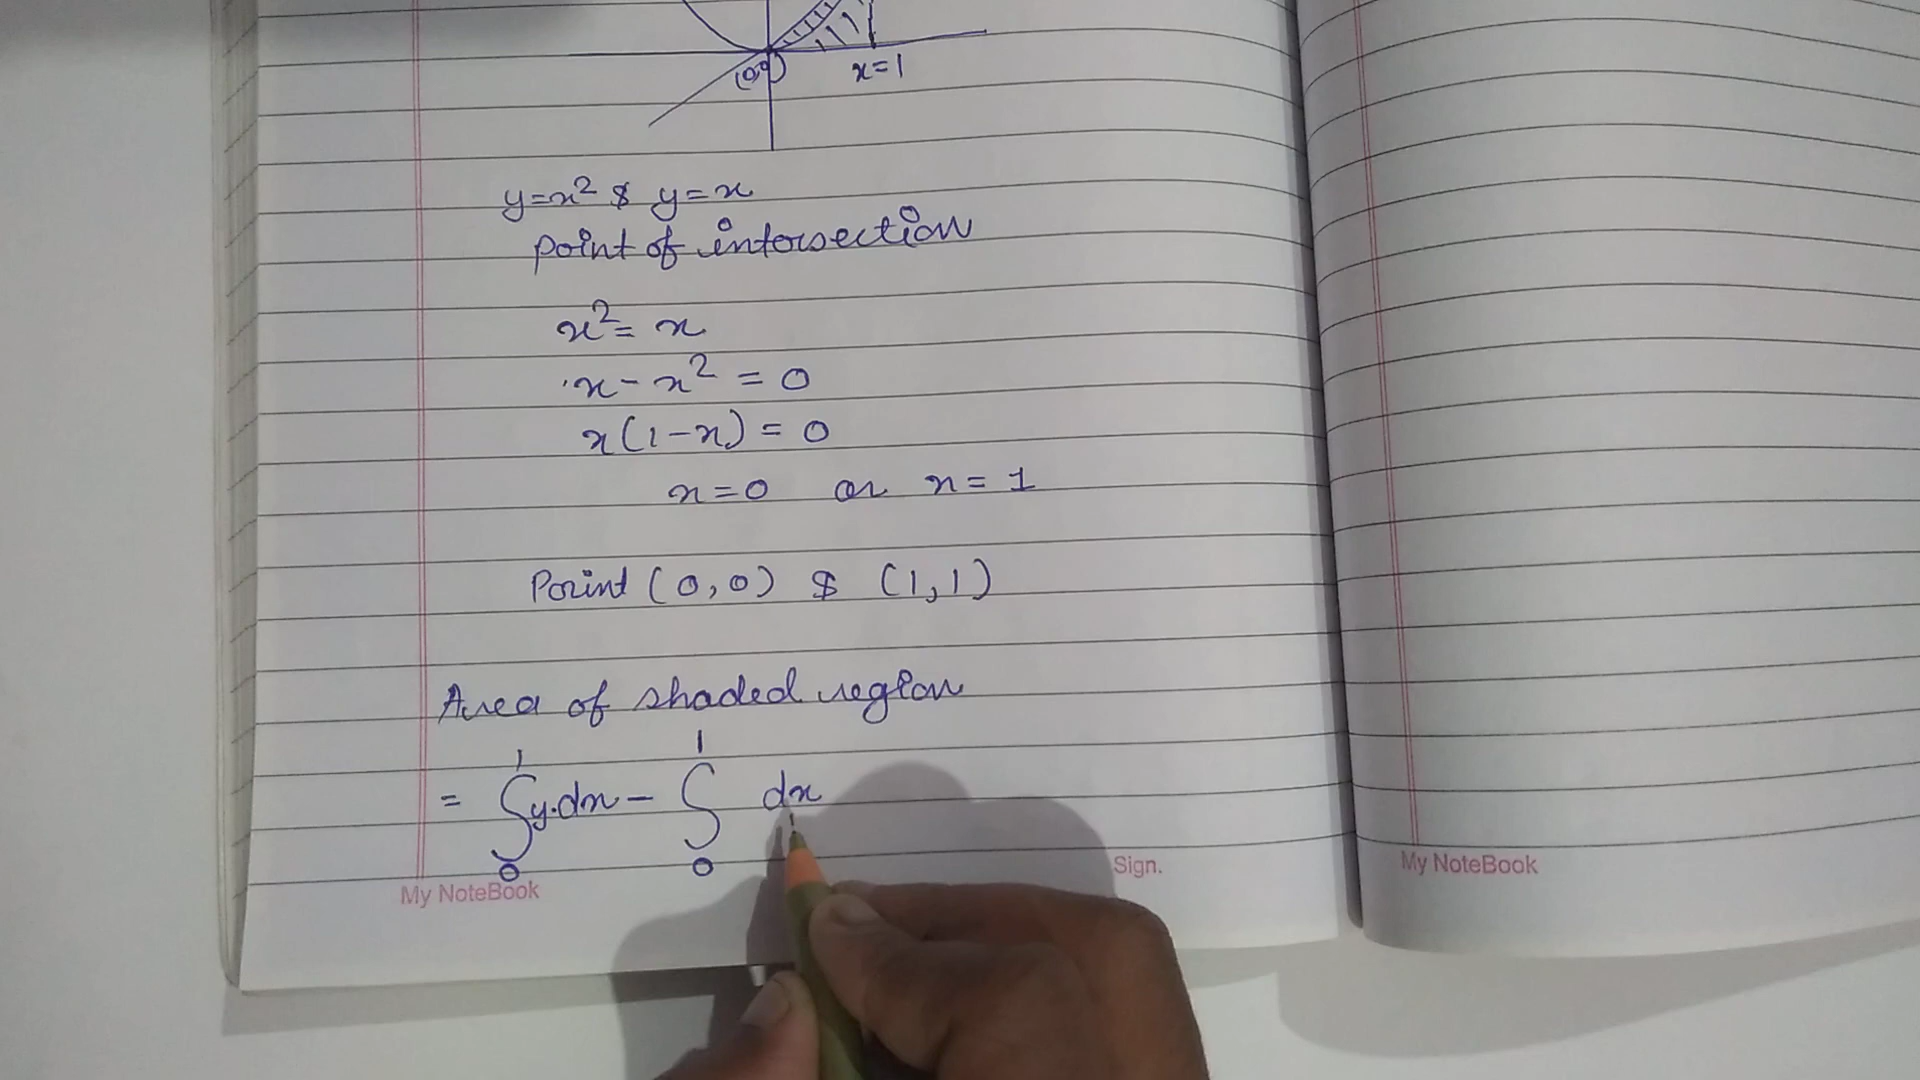 (0,0)
x=1
y=x² & y=x
point of intersection
x² = x
x - x² = 0
x(1-x) = 0
x=0 or x=1
Point (0,0) & (1,1)
Area of shaded region
= ∫₀¹ y.dx - ∫₀¹ dx
My NoteBook
Sign.
My NoteBook